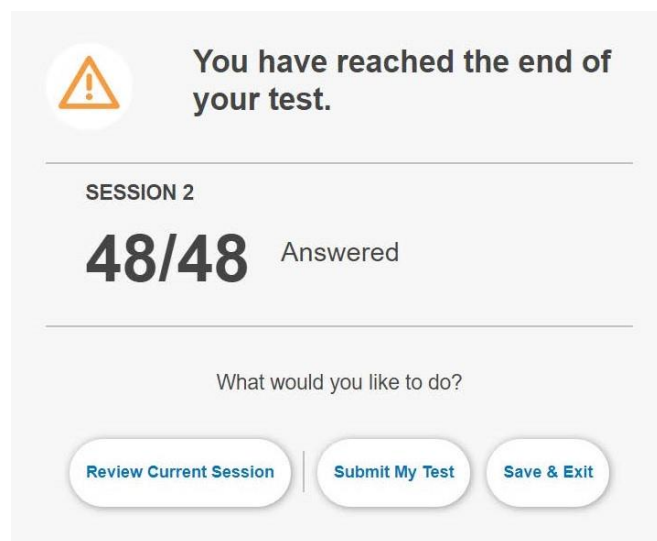 You have reached the end of
your test.
SESSION 2
48/48 Answered
What would you like to do?
Review Current Session Submit My Test Save & Exit